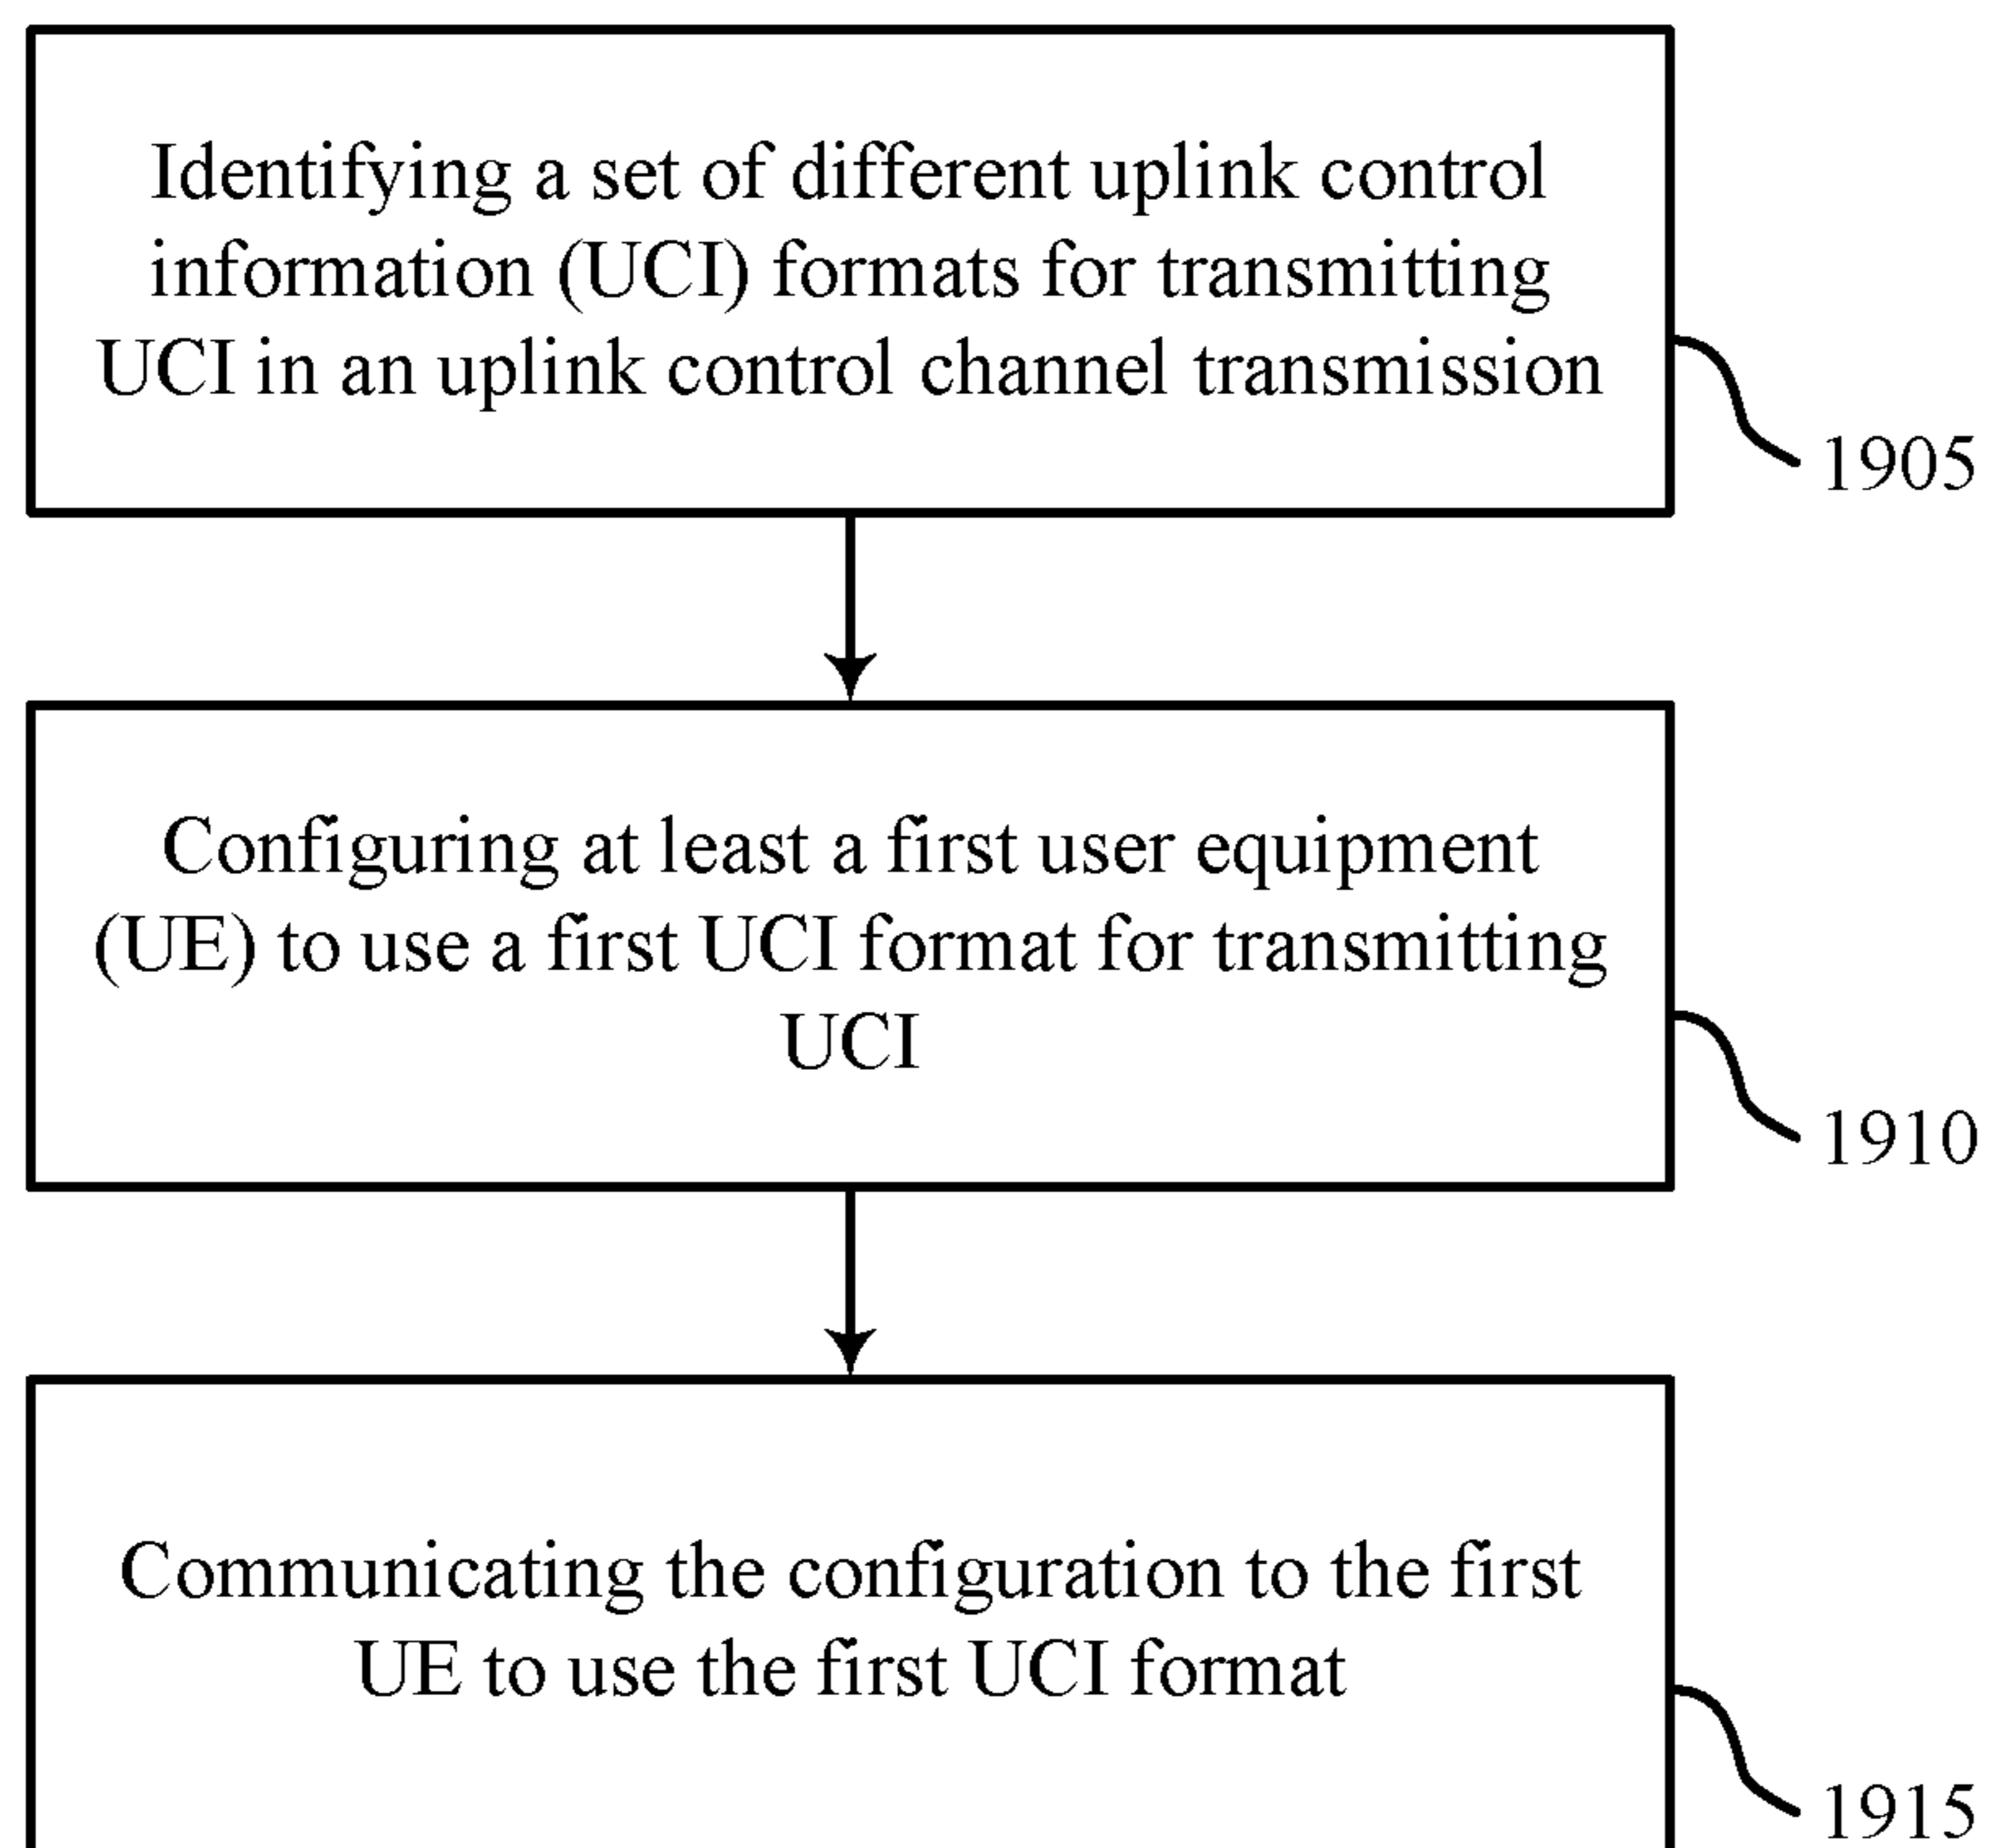 Identifying a set of different uplink control
information (UCI) formats for transmitting
UCI in an uplink control channel transmission
1905
Configuring at least a first user equipment
(UE) to use a first UCI format for transmitting
UCI
1910
Communicating the configuration to the first
UE to use the first UCI format
1915